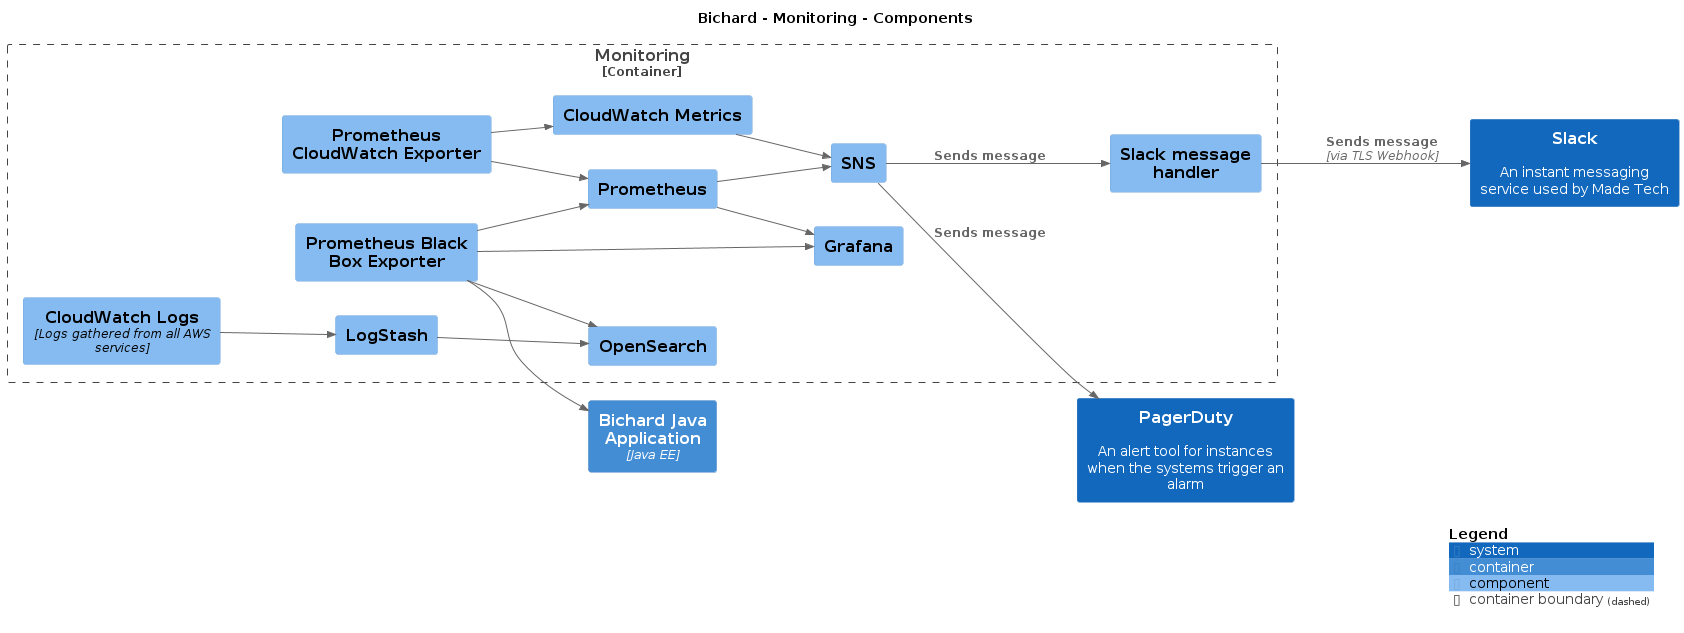 Bichard - Monitoring - Components
Monitoring
[Container]
CloudWatch Metrics
Prometheus
CloudWatch Exporter
SNS
Sends message
Slack message
handler
Sends message
[via TLS Webhook]
Slack
An instant messaging
service used by Made Tech
Prometheus
Prometheus Black
Box Exporter
Grafana
Sends message
CloudWatch Logs
[Logs gathered from all AWS
services]
LogStash
OpenSearch
Bichard Java
Application
[Java EE]
PagerDuty
An alert tool for instances
when the systems trigger an
alarm
Legend
system
container
component
container boundary (dashed)